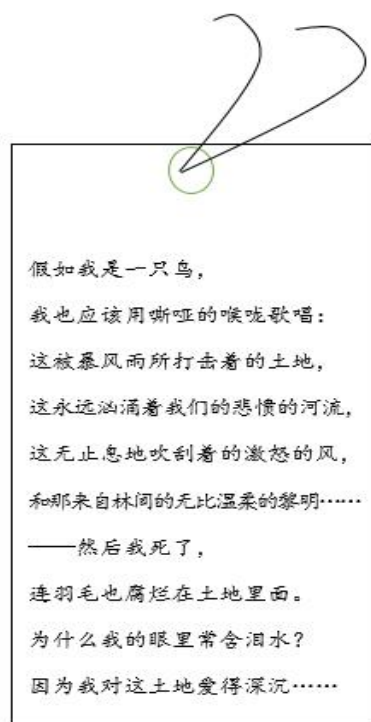 假如我是一只鸟，
我也应该用嘶哑的喉咙歌唱：
这被暴风雨所打击着的土地，
这永远汹涌着我们的悲愤的河流，
这无止息地吹刮着的激怒的风，
和那来自林间的无比温柔的黎明……
——然后我死了，
连羽毛也腐烂在土地里面。
为什么我的眼里常含泪水？
因为我对这土地爱得深沉……